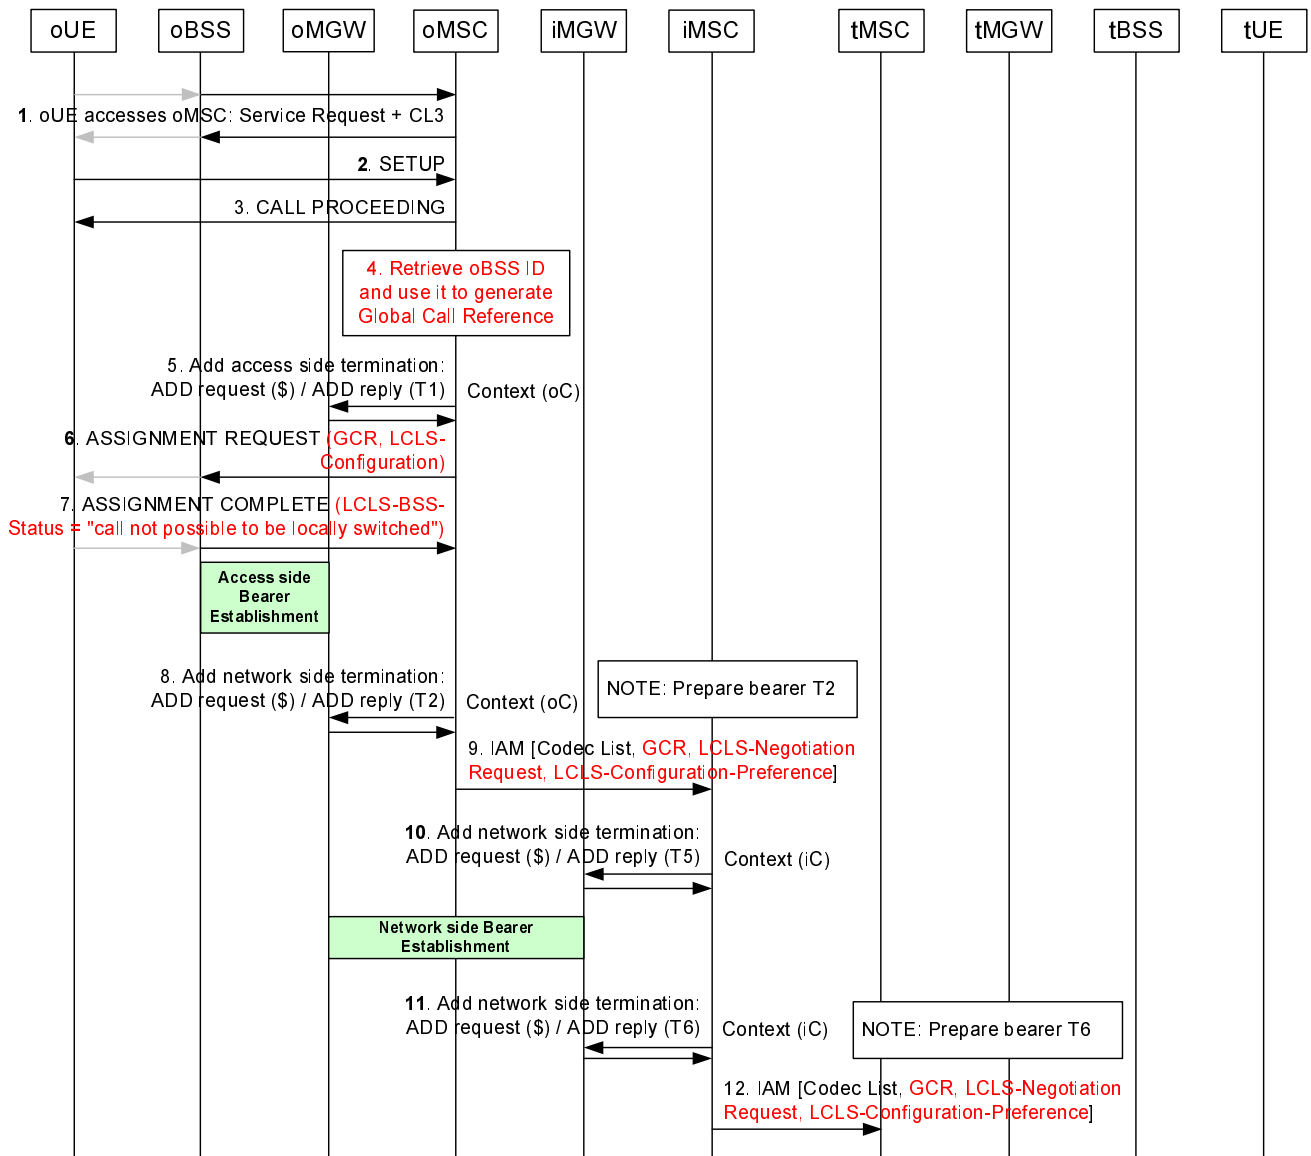 oUE
oBSS
oMGW
oMSC
iMGW
iMSC
tMSC
tMGW
tBSS
tUE
1. oUE accesses oMSC: Service Request + CL3
2. SETUP
3. CALL PROCEEDING
4. Retrieve oBSS ID
and use it to generate
Global Call Reference
5. Add access side termination:
ADD request ($) / ADD reply (T1)
Context (oC)
6. ASSIGNMENT REQUEST (GCR, LCLS-
Configuration)
7. ASSIGNMENT COMPLETE (LCLS-BSS-
Status = "call not possible to be locally switched")
Access side
Bearer
Establishment
8. Add network side termination:
ADD request ($) / ADD reply (T2)
Context (oC)
NOTE: Prepare bearer T2
9. IAM [Codec List, GCR, LCLS-Negotiation
Request, LCLS-Configuration-Preference]
10. Add network side termination:
ADD request ($) / ADD reply (T5)
Context (iC)
Network side Bearer
Establishment
11. Add network side termination:
ADD request ($) / ADD reply (T6)
Context (iC)
NOTE: Prepare bearer T6
12. IAM [Codec List, GCR, LCLS-Negotiation
Request, LCLS-Configuration-Preference]